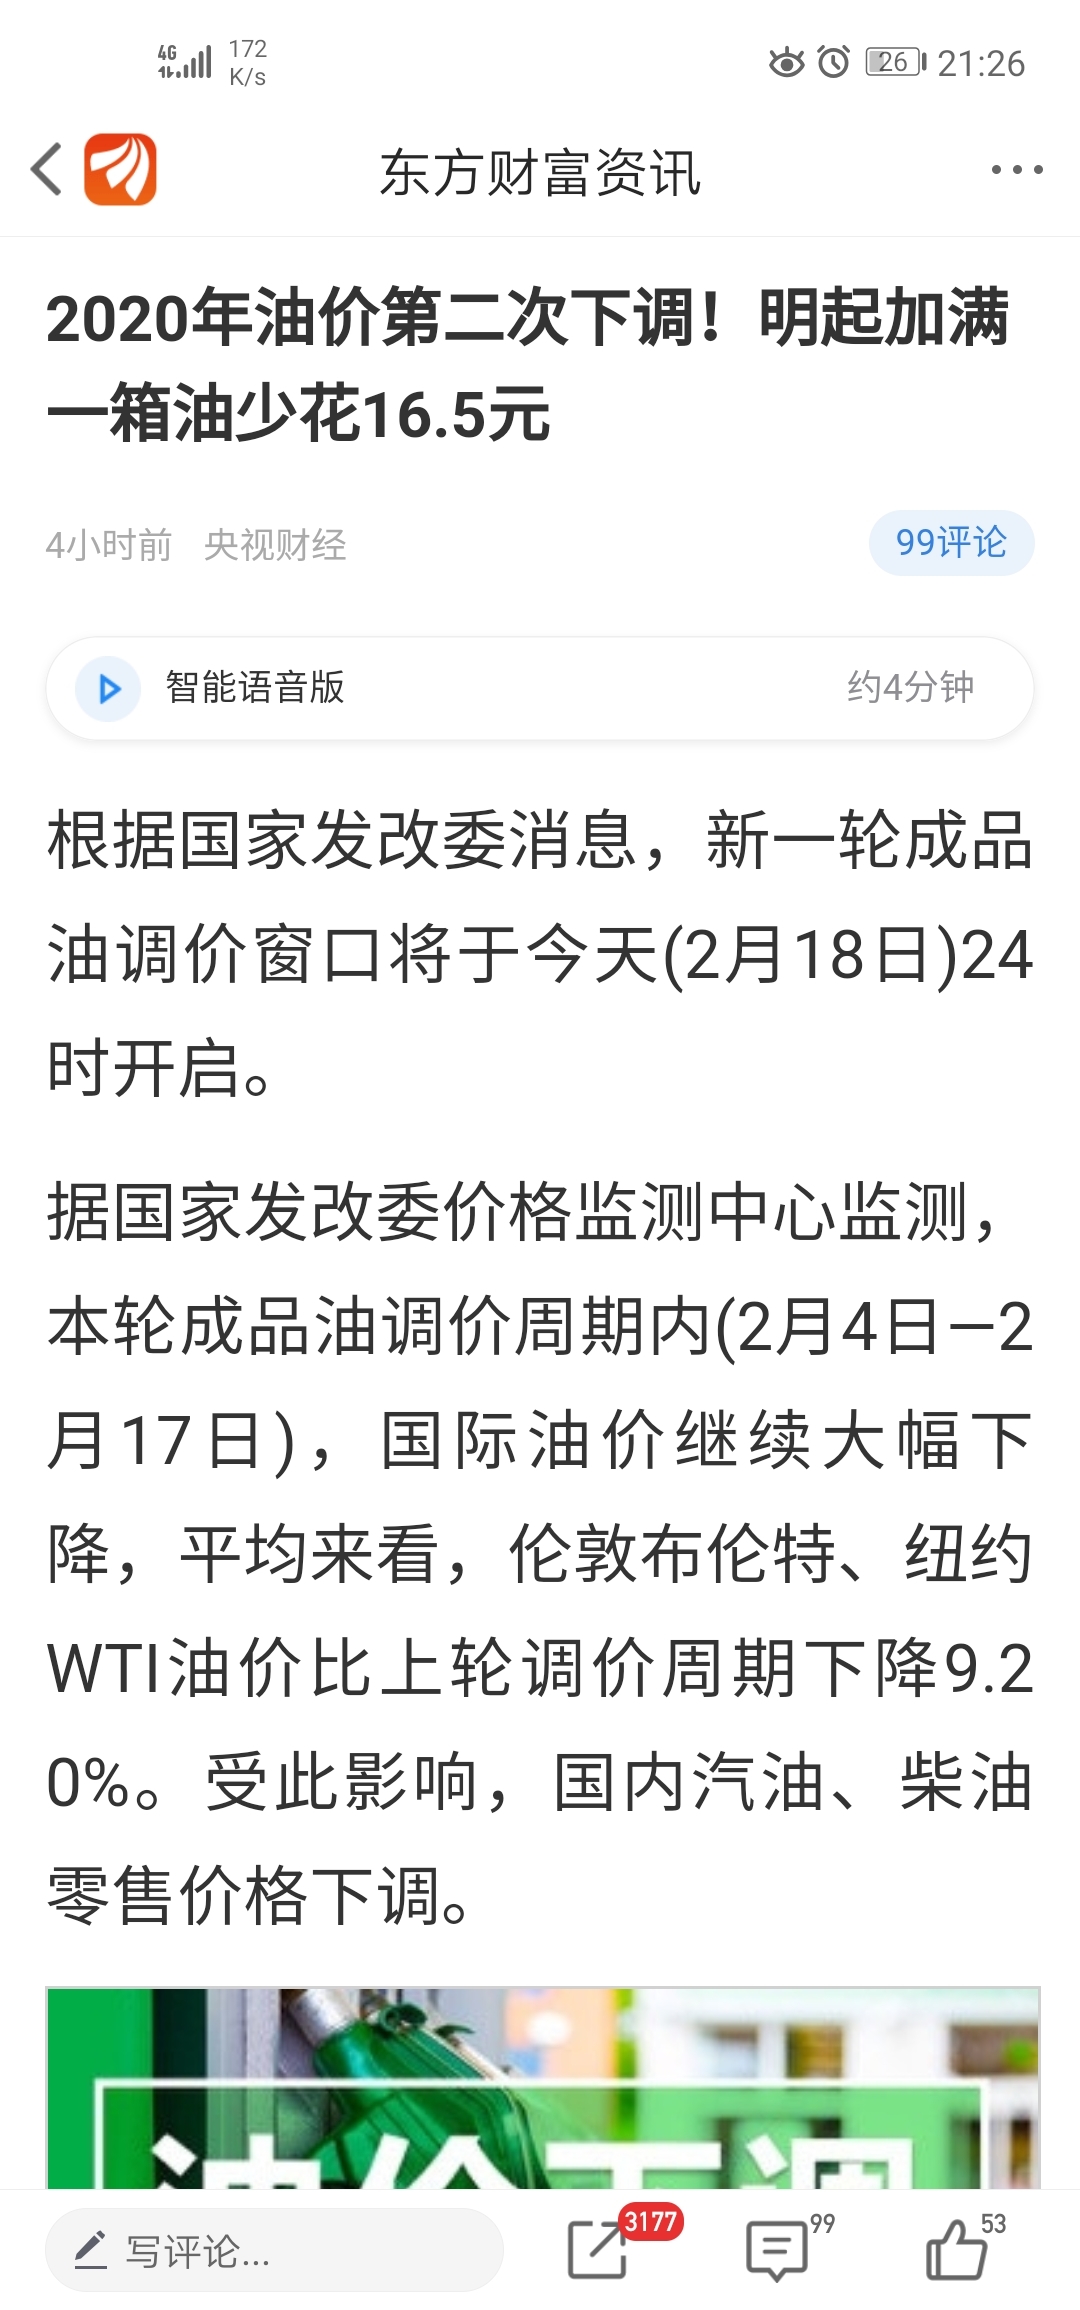 4G
172
K/s
26
21:26
东方财富资讯
2020年油价第二次下调！明起加满
一箱油少花16.5元
4小时前 央视财经
99评论
智能语音版
约4分钟
根据国家发改委消息，新一轮成品
油调价窗口将于今天(2月18日)24
时开启。
据国家发改委价格监测中心监测，
本轮成品油调价周期内(2月4日—2
月17日)，国际油价继续大幅下
降，平均来看，伦敦布伦特、纽约
WTI油价比上轮调价周期下降9.2
0%。受此影响，国内汽油、柴油
零售价格下调。
油价下调
写评论...
3177
99
53